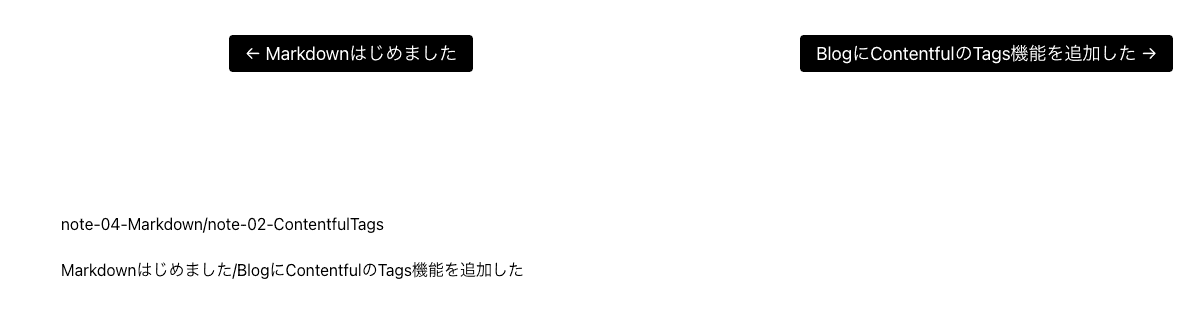 ← Markdownはじめました
BlogにContentfulのTags機能を追加した →
note-04-Markdown/note-02-ContentfulTags
Markdownはじめました/BlogにContentfulのTags機能を追加した